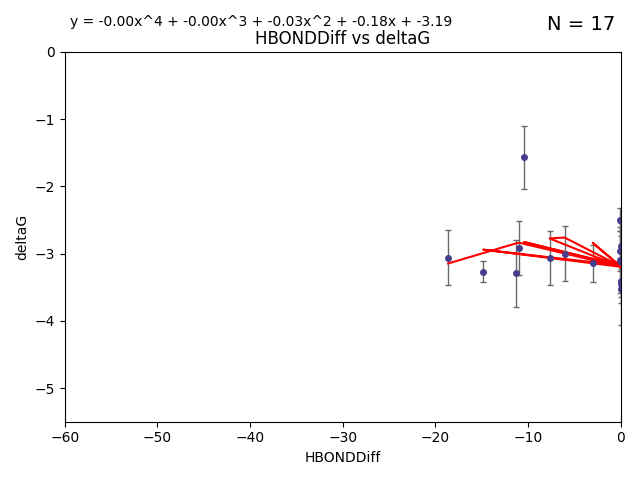 y = -0.00x^4 + -0.00x^3 + -0.03x^2 + -0.18x + -3.19
N = 17
HBONDDiff vs deltaG
0
−1
−2
−3
−4
−5
deltaG
−60 −50 −40 −30 −20 −10 0
HBONDDiff